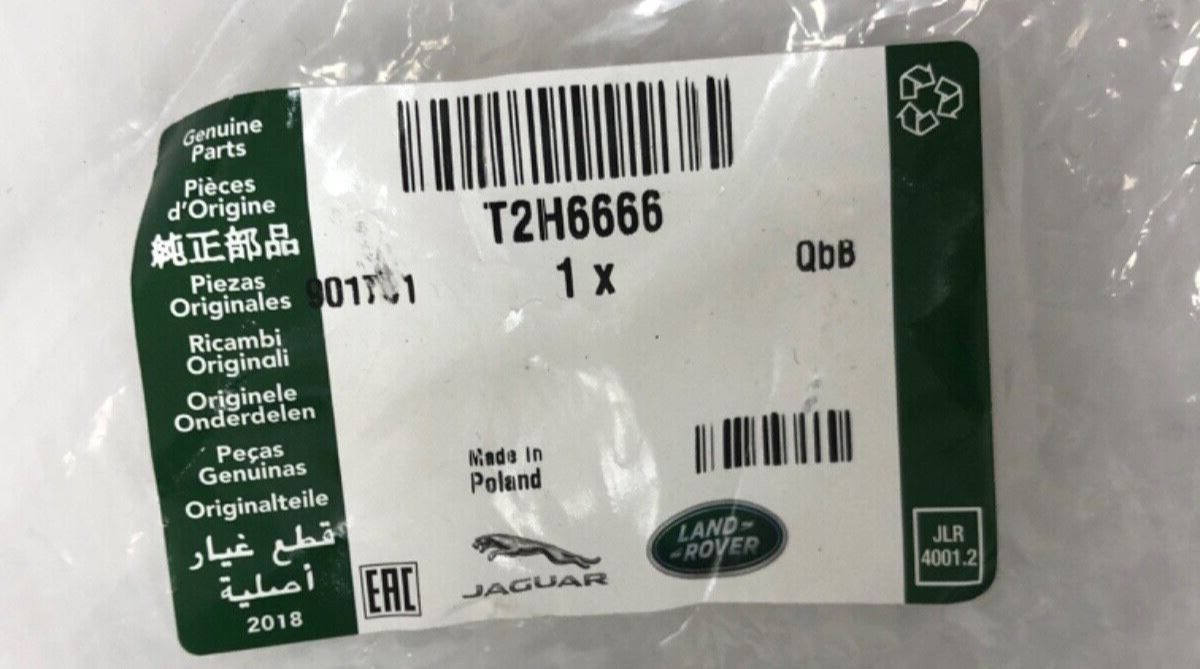 Genuine
Parts
Pièces
d'Origine
純正部品
Piezas
Originales
Ricambi
Originali
Originele
Onderdelen
Peças
Genuinas
Originalteile
قطع غيار
أصلية
2018
T2H6666
1 x
QbB
Made In
Poland
EAC
JAGUAR
LAND-
-ROVER
JLR
4001.2